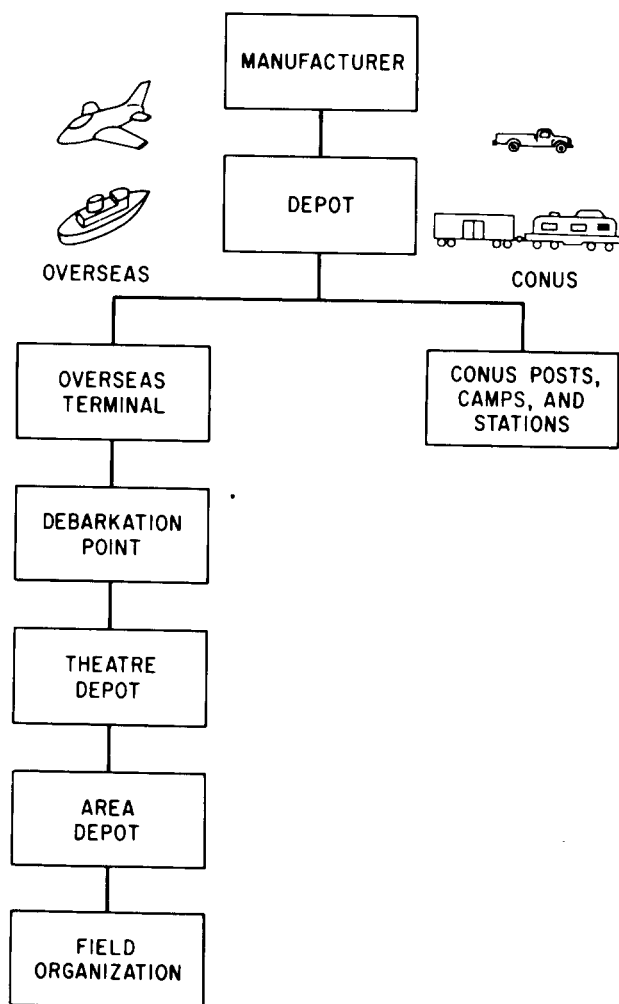 MANUFACTURER
DEPOT
OVERSEAS
CONUS
OVERSEAS
TERMINAL
CONUS POSTS,
CAMPS, AND
STATIONS
DEBARKATION
POINT
THEATRE
DEPOT
AREA
DEPOT
FIELD
ORGANIZATION